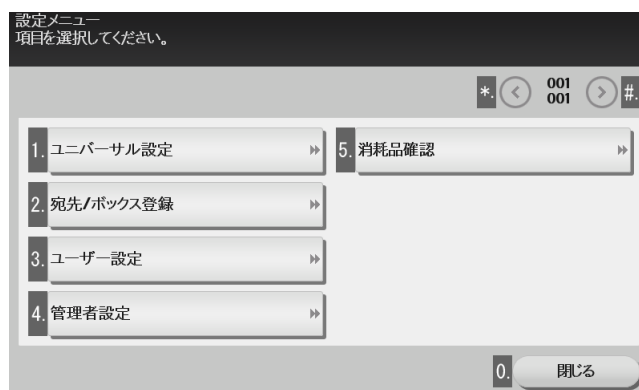 設定メニュー
項目を選択してください。
*. 001 #.
001
1. ユニバーサル設定
5. 消耗品確認
2. 宛先/ボックス登録
3. ユーザー設定
4. 管理者設定
0. 閉じる